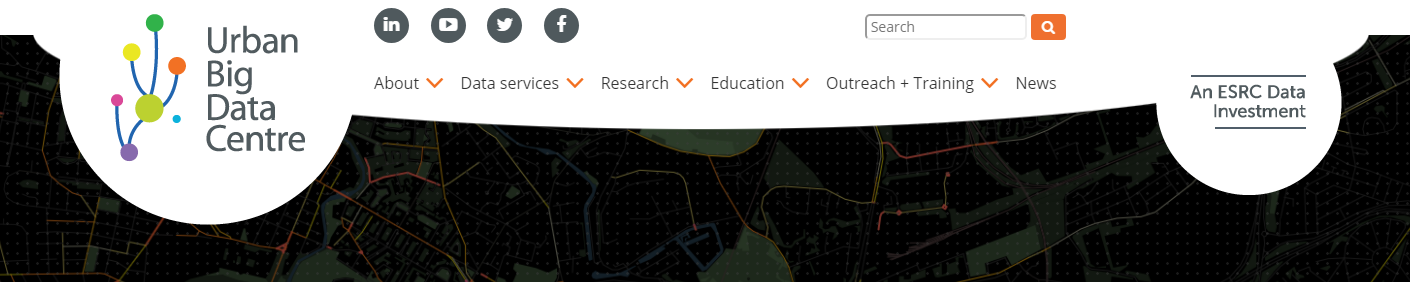 Urban
Big
Data
Centre
Search
About
Data services
Research
Education
Outreach + Training
News
An ESRC Data
Investment